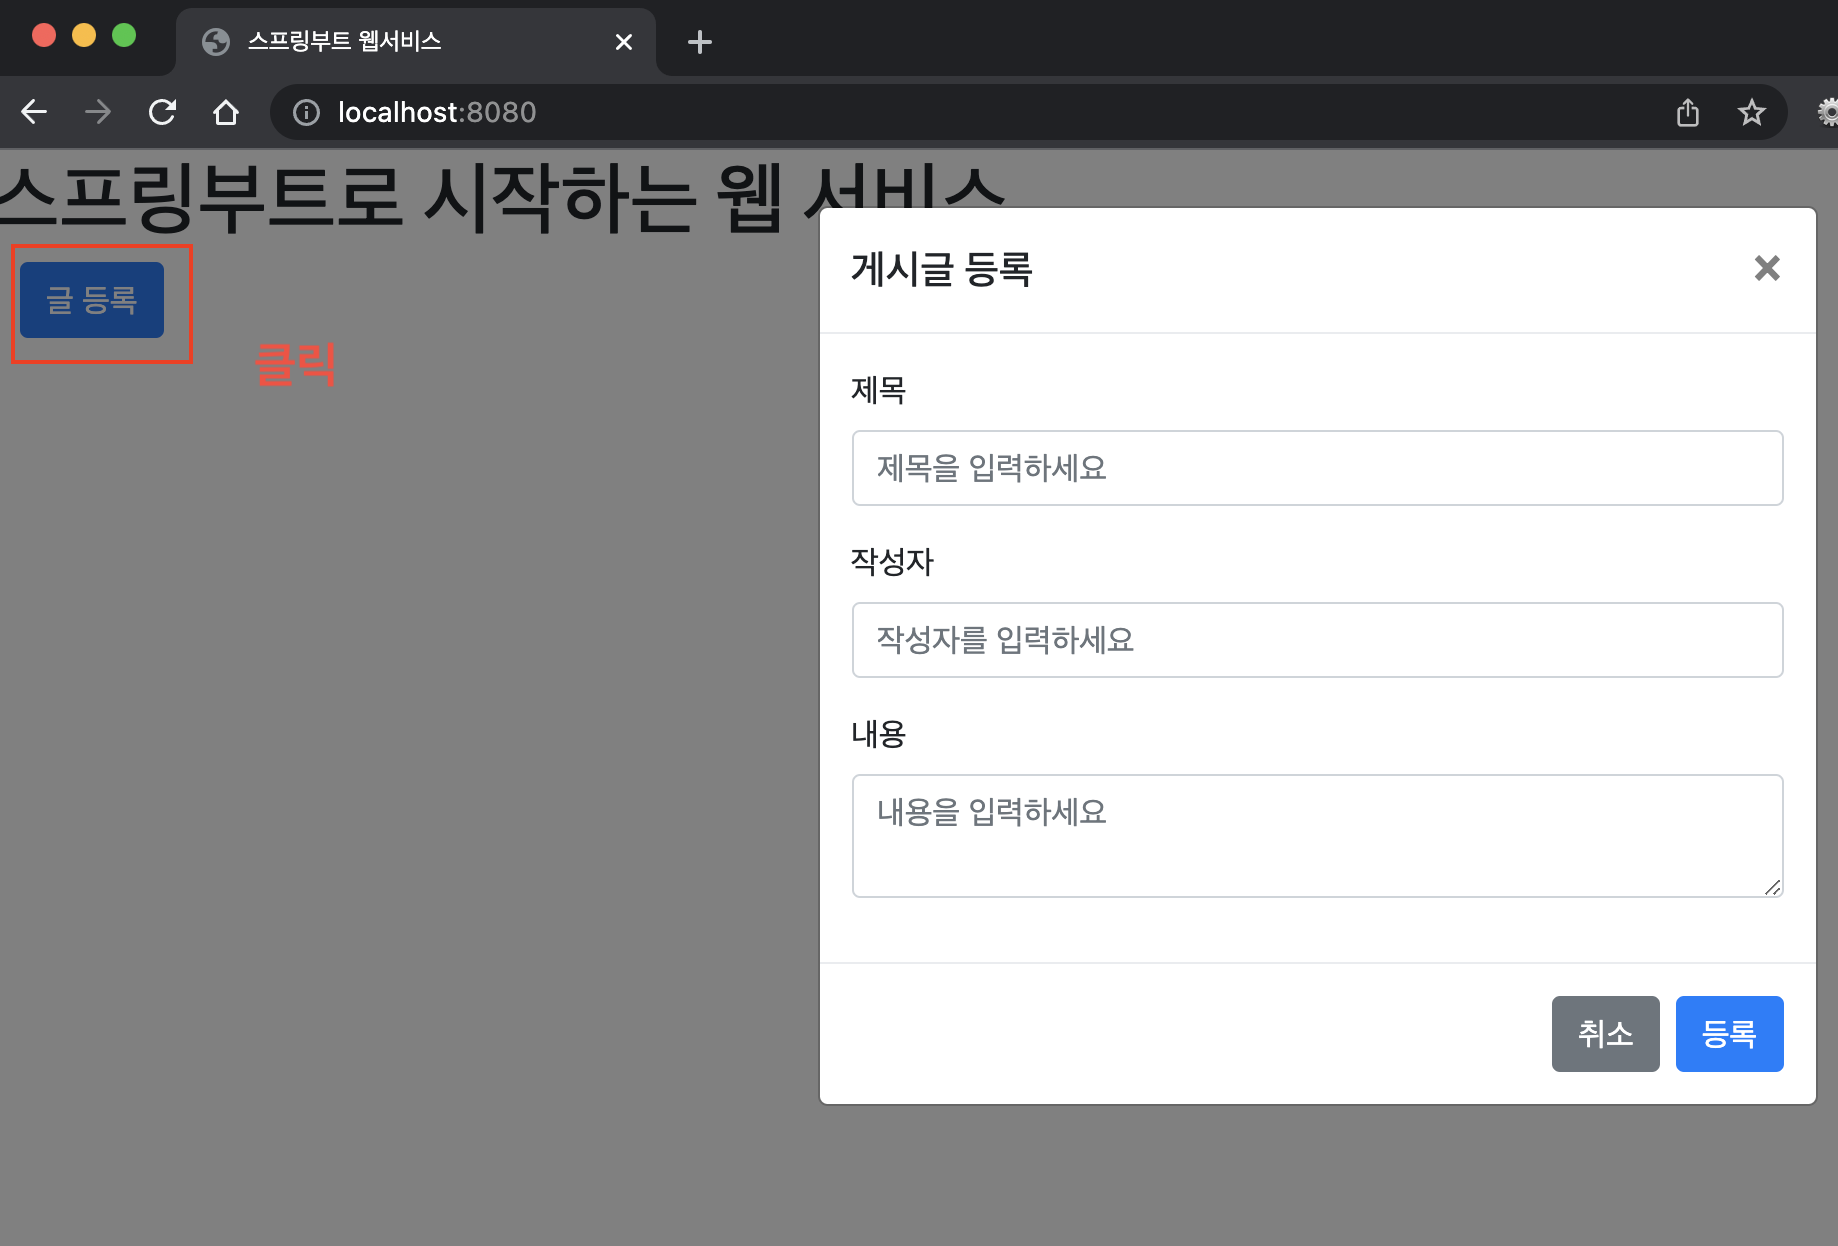 스프링부트 웹서비스
localhost:8080
스프링부트로 시작하는 웹 서비스
글 등록
클릭
게시글 등록
제목
제목을 입력하세요
작성자
작성자를 입력하세요
내용
내용을 입력하세요
취소 등록